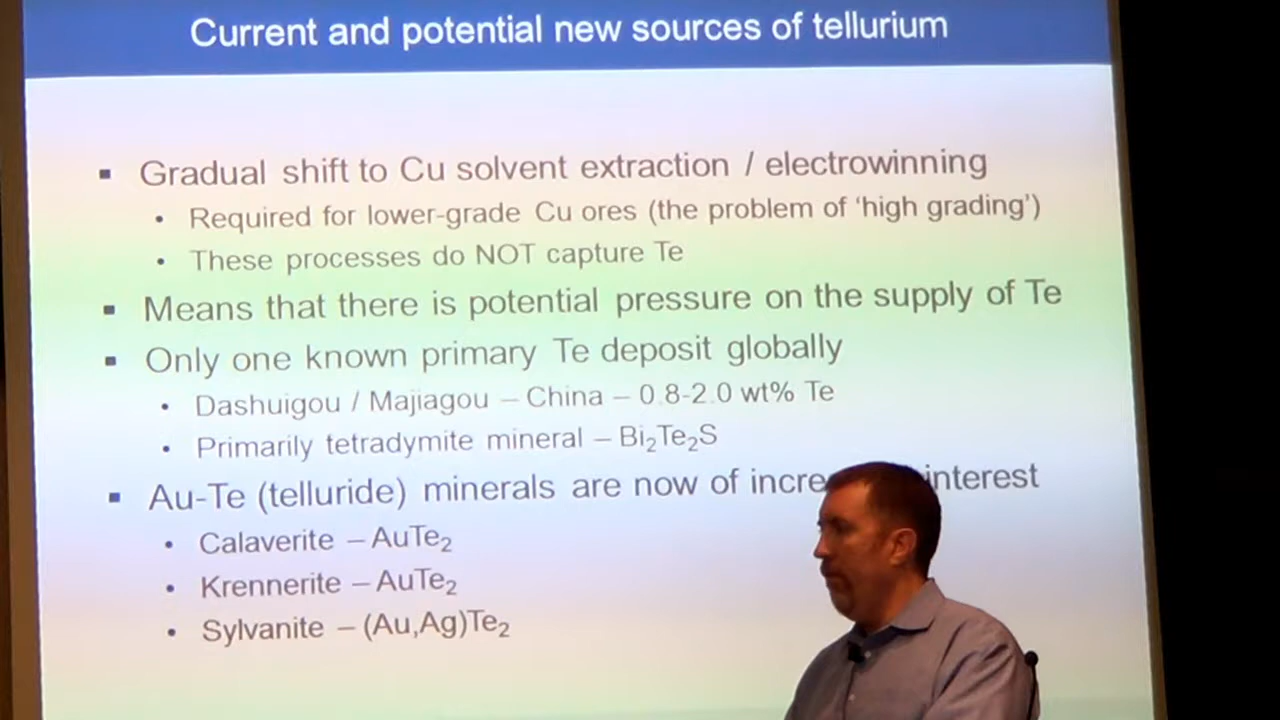 Current and potential new sources of tellurium
▪ Gradual shift to Cu solvent extraction / electrowinning
• Required for lower-grade Cu ores (the problem of ‘high grading’)
• These processes do NOT capture Te
▪ Means that there is potential pressure on the supply of Te
▪ Only one known primary Te deposit globally
• Dashuigou / Majiagou – China – 0.8-2.0 wt% Te
• Primarily tetradymite mineral – Bi₂Te₂S
▪ Au-Te (telluride) minerals are now of incre interest
• Calaverite – AuTe₂
• Krennerite – AuTe₂
• Sylvanite – (Au,Ag)Te₂